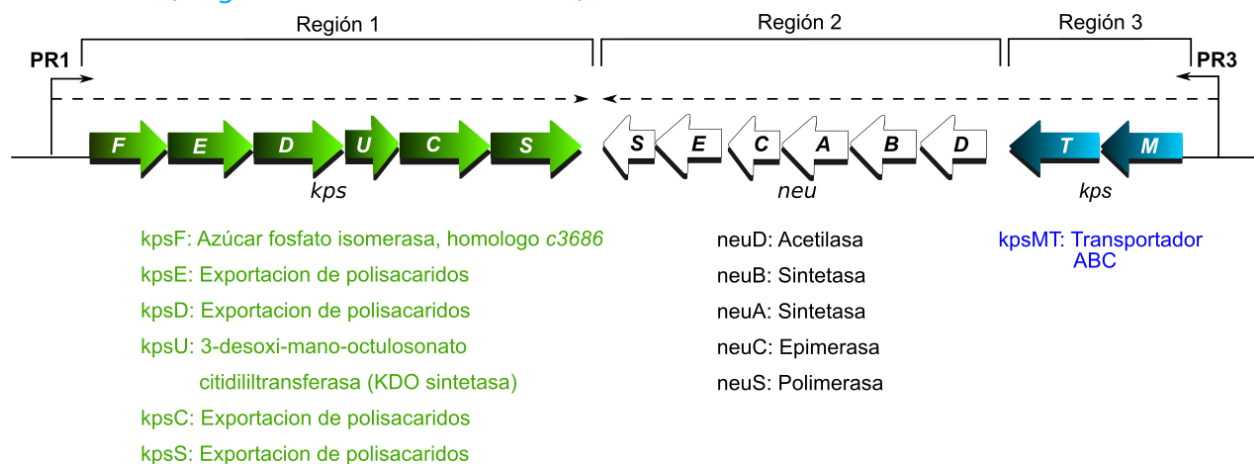 Región 1 Región 2 Región 3
PR1 PR3
F E D U C S S E C A B D T M
kps neu kps
kpsF: Azúcar fosfato isomerasa, homologo c3686
kpsE: Exportacion de polisacaridos
kpsD: Exportacion de polisacaridos
kpsU: 3-desoxi-mano-octulosonato
citidililtransferasa (KDO sintetasa)
kpsC: Exportacion de polisacaridos
kpsS: Exportacion de polisacaridos
neuD: Acetilasa
neuB: Sintetasa
neuA: Sintetasa
neuC: Epimerasa
neuS: Polimerasa
kpsMT: Transportador
ABC